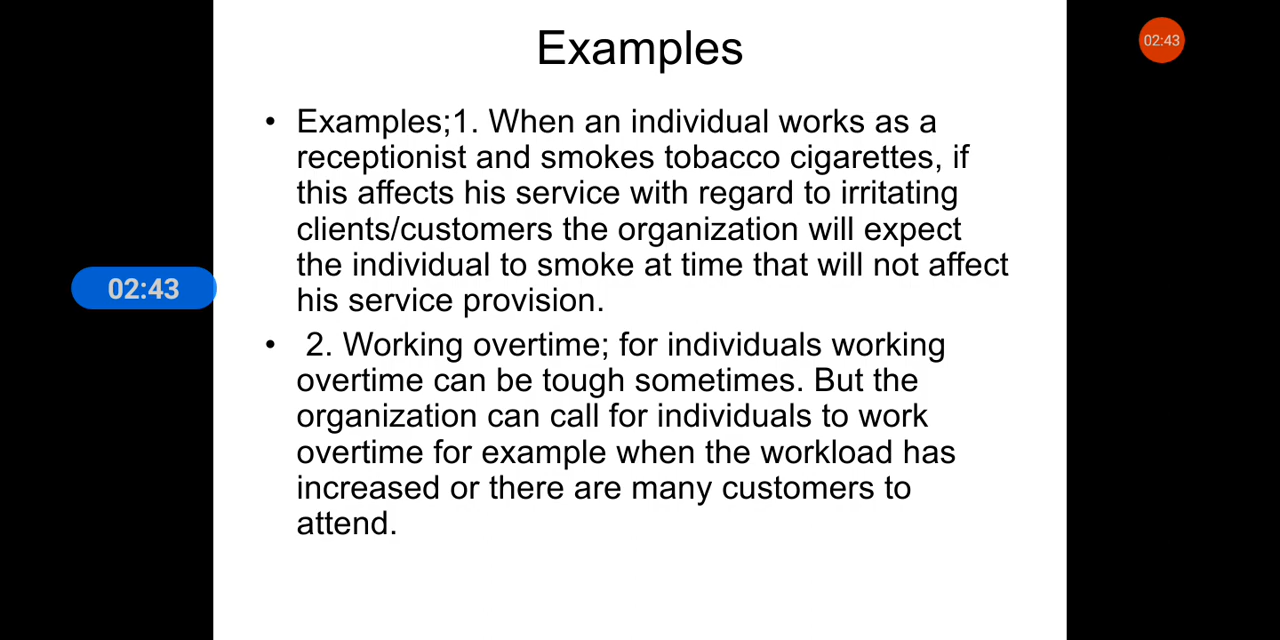 Examples
02:43
• Examples;1. When an individual works as a
receptionist and smokes tobacco cigarettes, if
this affects his service with regard to irritating
clients/customers the organization will expect
the individual to smoke at time that will not affect
his service provision.
02:43
• 2. Working overtime; for individuals working
overtime can be tough sometimes. But the
organization can call for individuals to work
overtime for example when the workload has
increased or there are many customers to
attend.